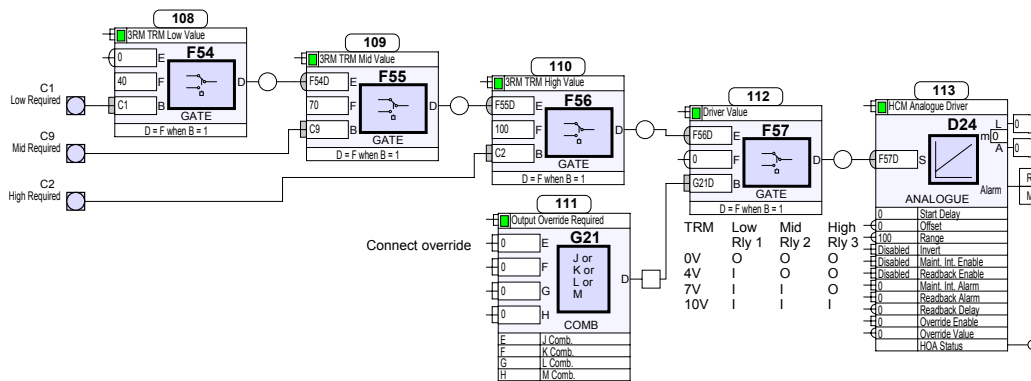 108
3RM TRM Low Value
F54
0 E
40 F
C1 B
D
GATE
D = F when B = 1
C1
Low Required
C9
Mid Required
C2
High Required
109
3RM TRM Mid Value
F55
F54D E
70 F
C9 B
D
GATE
D = F when B = 1
110
3RM TRM High Value
F56
F55D E
100 F
C2 B
D
GATE
D = F when B = 1
111
Output Override Required
G21
Connect override
0 E
0 F
0 G
0 H
J or
K or
L or
M
D
COMB
E J Comb.
F K Comb.
G L Comb.
H M Comb.
112
Driver Value
F57
F56D E
0 F
G21D B
D
GATE
D = F when B = 1
TRM Low Mid High
Rly 1 Rly 2 Rly 3
0V O O O
4V I O O
7V I I O
10V I I I
113
HCM Analogue Driver
D24
F57D S
L 0
m 0
A 0
Alarm
R
M
ANALOGUE
0 Start Delay
0 Offset
100 Range
Disabled Invert
Disabled Maint. Int. Enable
Disabled Readback Enable
0 Maint. Int. Alarm
0 Readback Alarm
0 Readback Delay
0 Override Enable
0 Override Value
HOA Status